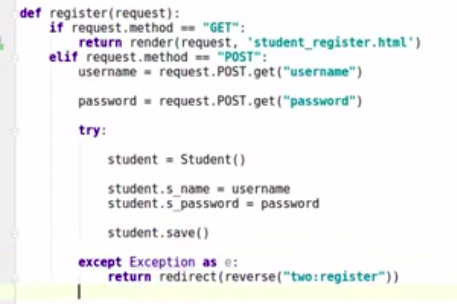 def register(request):
    if request.method == "GET":
        return render(request, 'student_register.html')
    elif request.method == "POST":
        username = request.POST.get("username")
        password = request.POST.get("password")
        try:
            student = Student()
            student.s_name = username
            student.s_password = password
            student.save()
        except Exception as e:
            return redirect(reverse("two:register"))